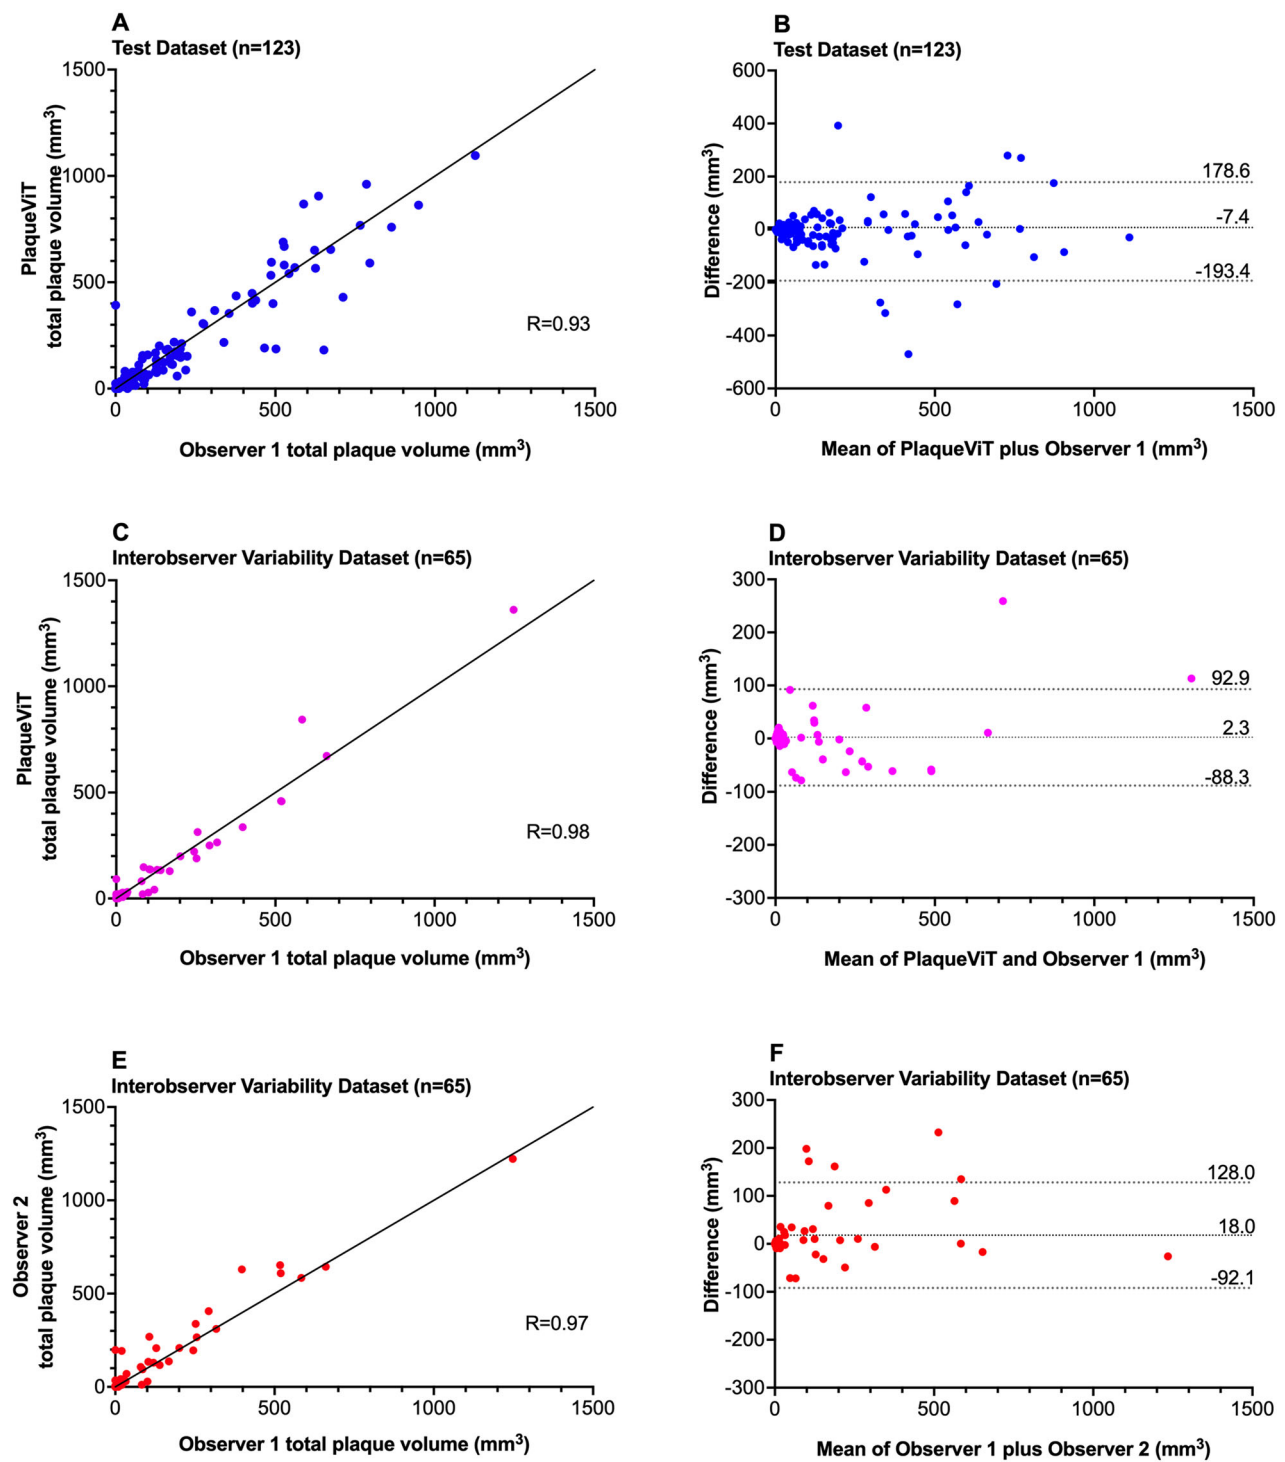 A
Test Dataset (n=123)
1500
1000
500
0
0
500
1000
1500
PlaqueViT
total plaque volume (mm³)
R=0.93
Observer 1 total plaque volume (mm³)
B
Test Dataset (n=123)
600
400
200
0
-200
-400
-600
0
500
1000
1500
Difference (mm³)
178.6
-7.4
-193.4
Mean of PlaqueViT plus Observer 1 (mm³)
C
Interobserver Variability Dataset (n=65)
1500
1000
500
0
0
500
1000
1500
PlaqueViT
total plaque volume (mm³)
R=0.98
Observer 1 total plaque volume (mm³)
D
Interobserver Variability Dataset (n=65)
300
200
100
0
-100
-200
-300
0
500
1000
1500
Difference (mm³)
92.9
2.3
-88.3
Mean of PlaqueViT and Observer 1 (mm³)
E
Interobserver Variability Dataset (n=65)
1500
1000
500
0
0
500
1000
1500
Observer 2
total plaque volume (mm³)
R=0.97
Observer 1 total plaque volume (mm³)
F
Interobserver Variability Dataset (n=65)
300
200
100
0
-100
-200
-300
0
500
1000
1500
Difference (mm³)
128.0
18.0
-92.1
Mean of Observer 1 plus Observer 2 (mm³)